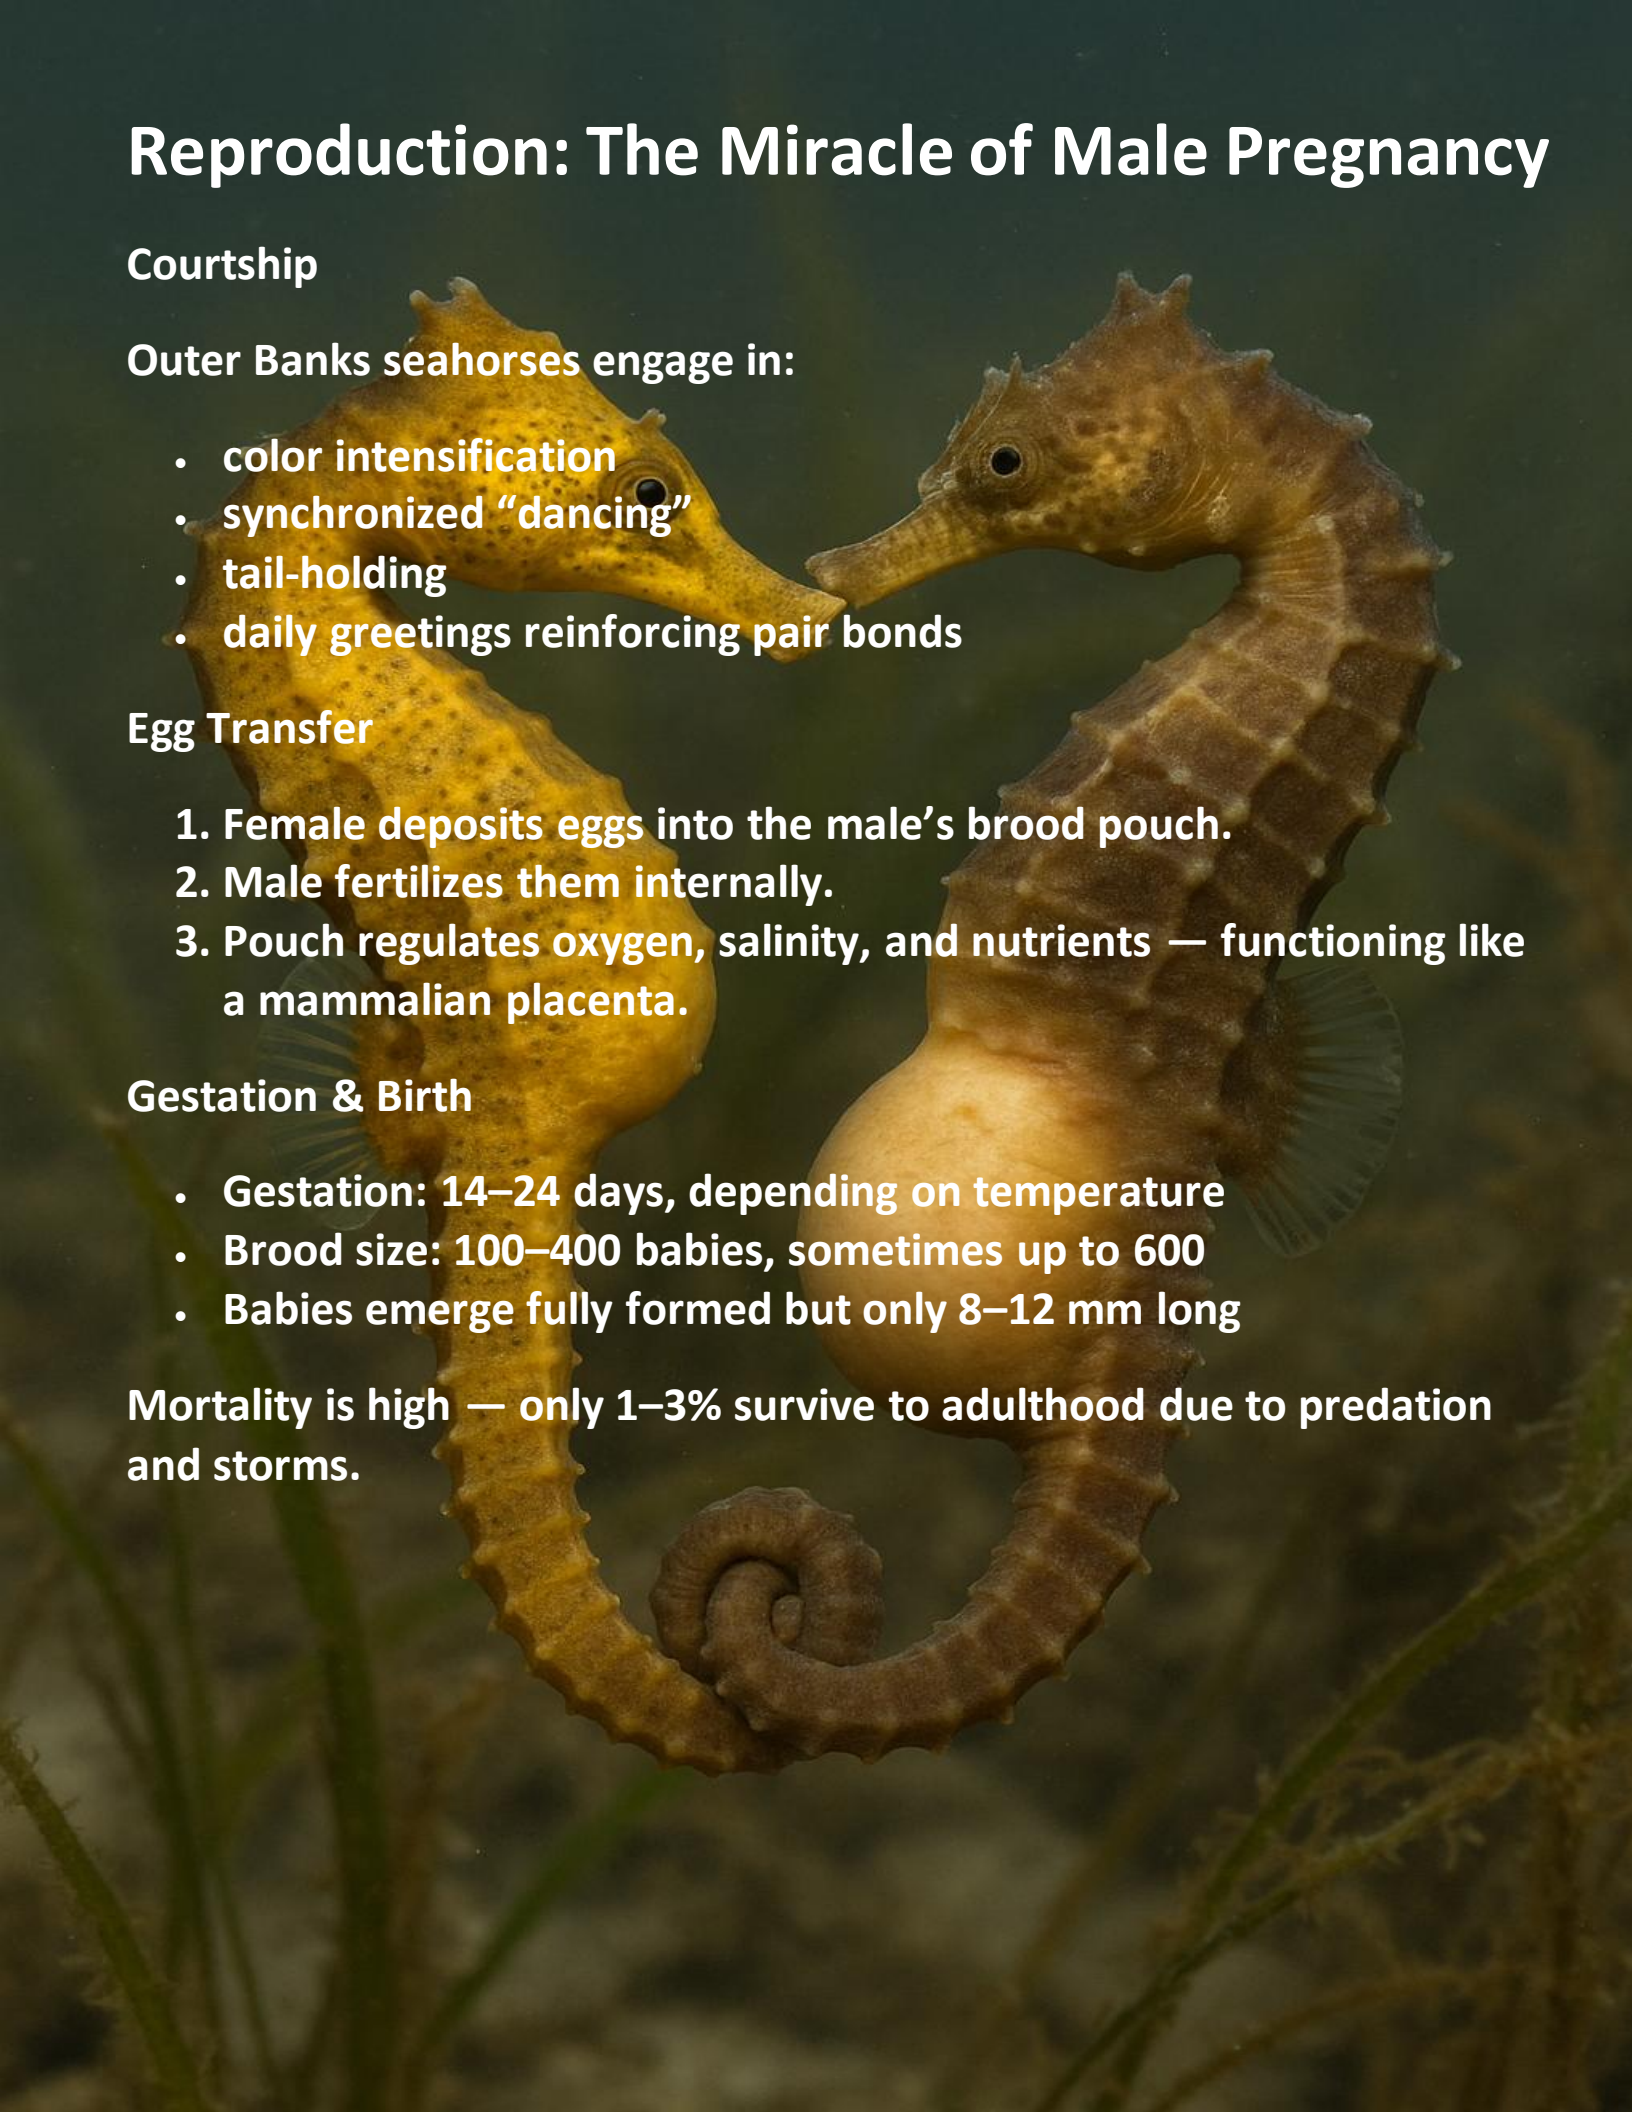 Reproduction: The Miracle of Male Pregnancy
Courtship
Outer Banks seahorses engage in:
• color intensification
• synchronized “dancing”
• tail-holding
• daily greetings reinforcing pair bonds
Egg Transfer
1. Female deposits eggs into the male’s brood pouch.
2. Male fertilizes them internally.
3. Pouch regulates oxygen, salinity, and nutrients — functioning like
a mammalian placenta.
Gestation & Birth
• Gestation: 14–24 days, depending on temperature
• Brood size: 100–400 babies, sometimes up to 600
• Babies emerge fully formed but only 8–12 mm long
Mortality is high — only 1–3% survive to adulthood due to predation
and storms.